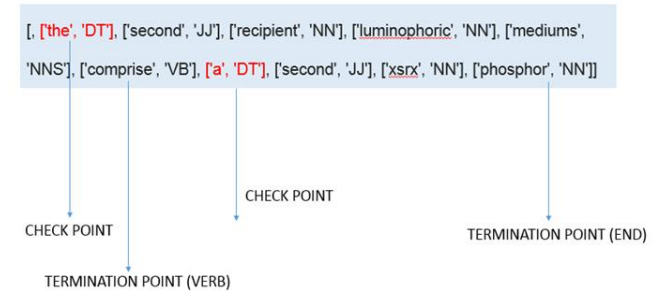 [, ['the', 'DT'], ['second', 'JJ'], ['recipient', 'NN'], ['luminophoric', 'NN'], ['mediums',
'NNS'], ['comprise', 'VB'], ['a', 'DT'], ['second', 'JJ'], ['xsrx', 'NN'], ['phosphor', 'NN']]
CHECK POINT
CHECK POINT
TERMINATION POINT (END)
TERMINATION POINT (VERB)